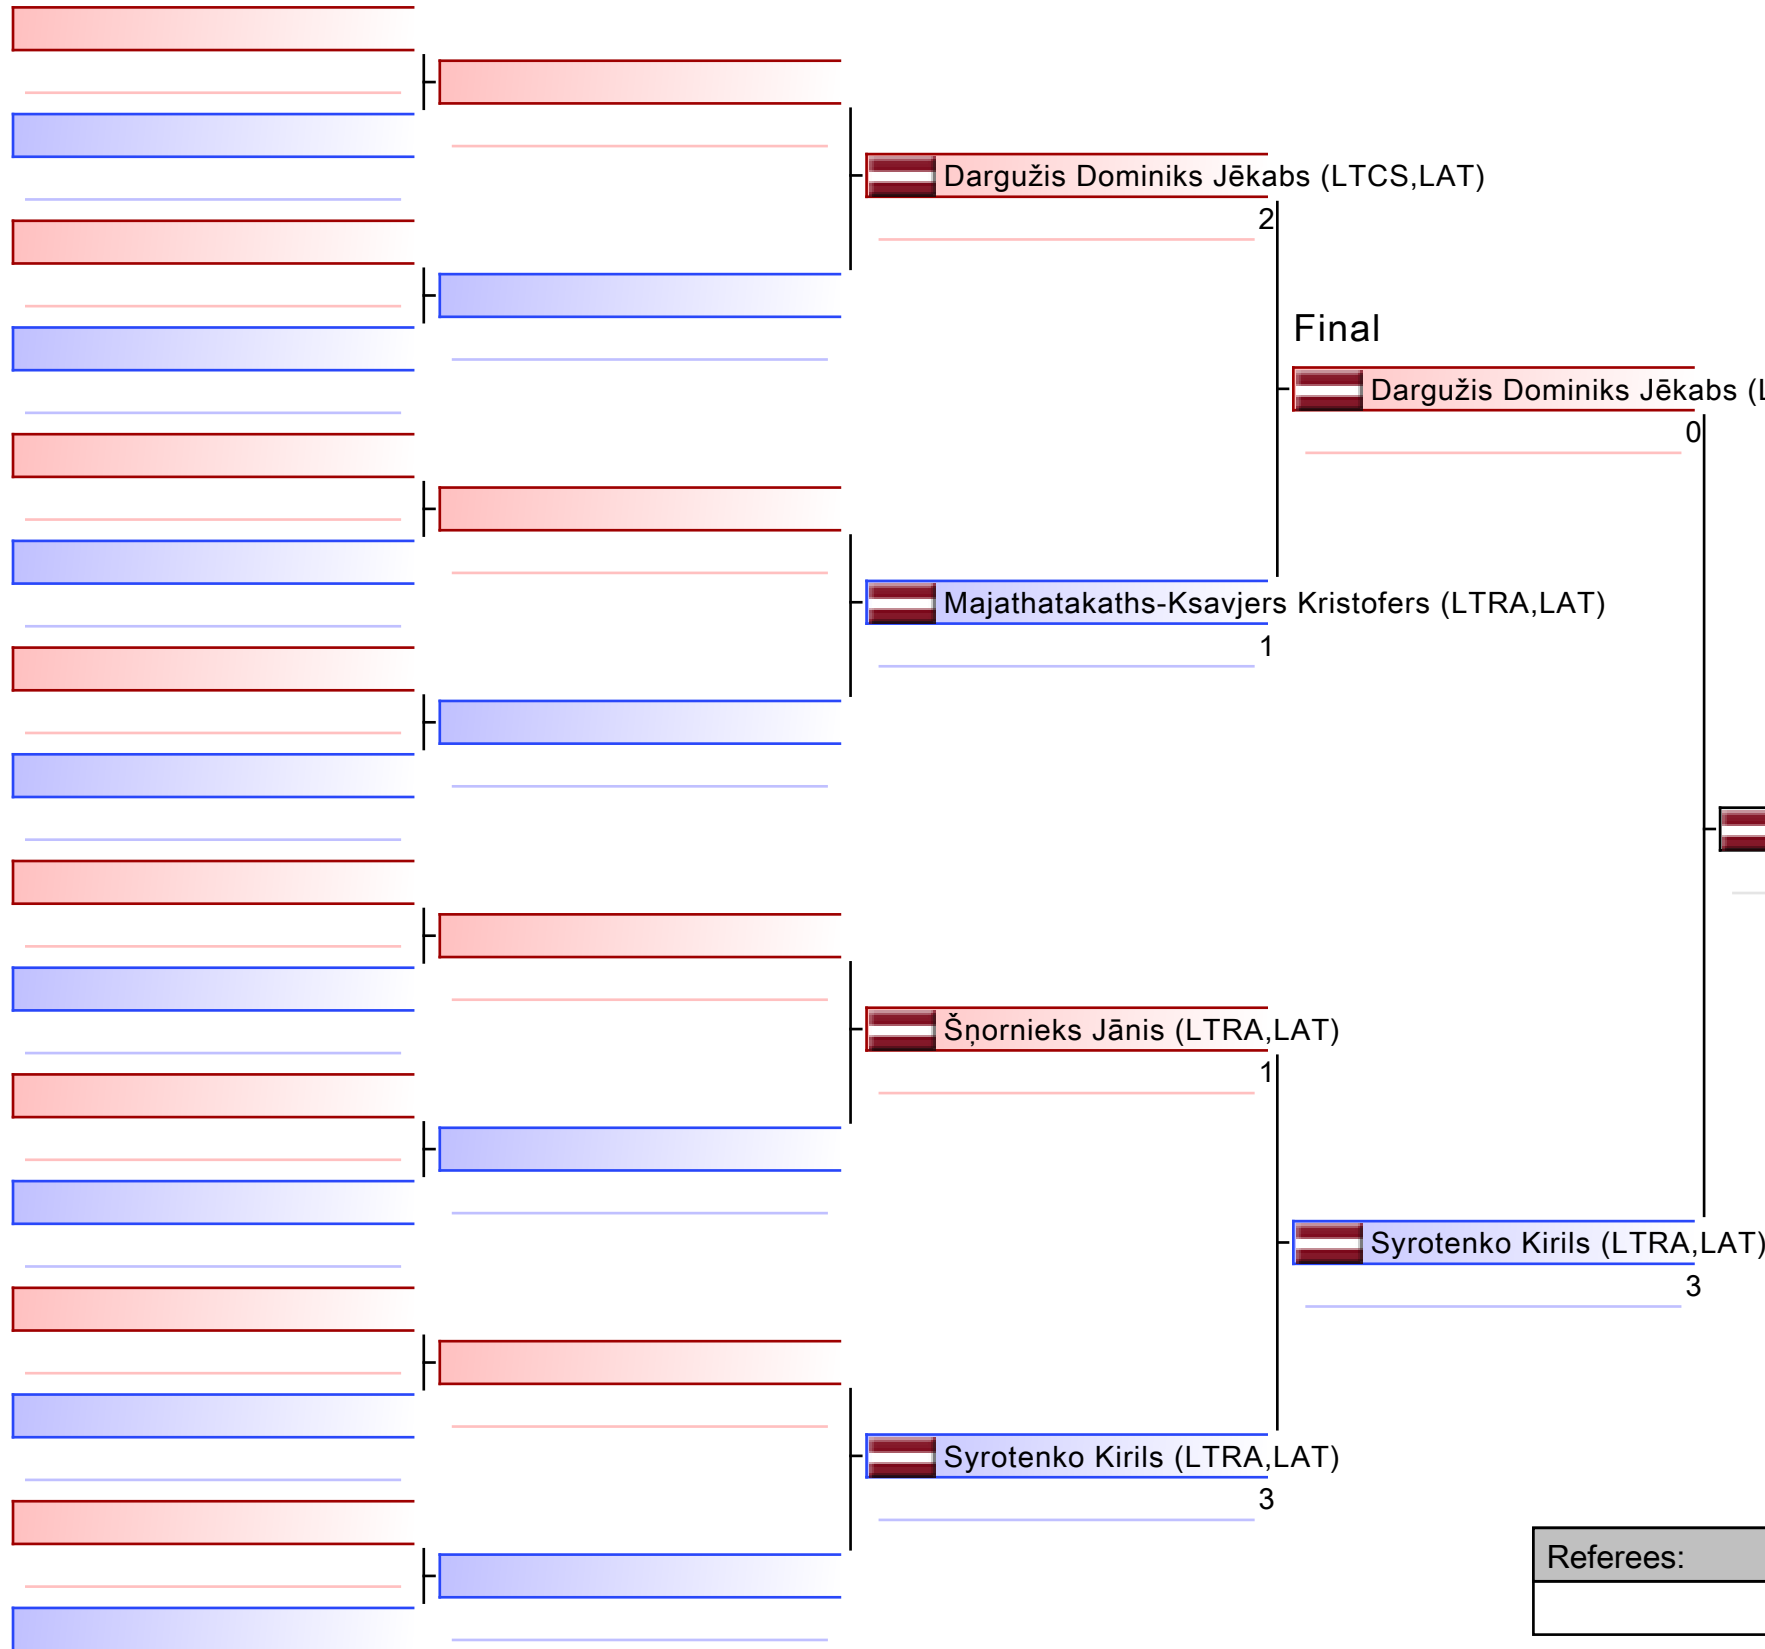 Dargužis Dominiks Jēkabs (LTCS,LAT)
2
Final
Dargužis Dominiks Jēkabs (L
0
Majathatakaths-Ksavjers Kristofers (LTRA,LAT)
1
Šņornieks Jānis (LTRA,LAT)
1
Syrotenko Kirils (LTRA,LAT)
3
Syrotenko Kirils (LTRA,LAT)
3
Referees: